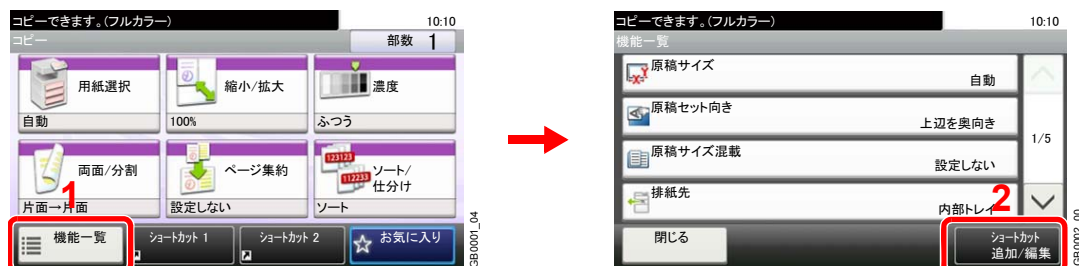 コピーできます。(フルカラー)
10:10
コピー
部数 1
用紙選択
自動
縮小/拡大
100%
濃度
ふつう
両面/分割
片面→片面
ページ集約
設定しない
123123
112233
ソート/
仕分け
ソート
1
機能一覧
ショートカット 1
ショートカット 2
お気に入り
GB0001_04
コピーできます。(フルカラー)
10:10
機能一覧
原稿サイズ
自動
原稿セット向き
上辺を奥向き
原稿サイズ混載
設定しない
排紙先
内部トレイ
1/5
2
閉じる
ショートカット
追加/編集
GB0002_00